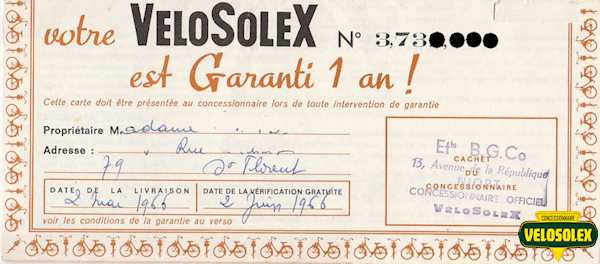 votre VELOSOLEX N° 3,73●,●●●
est Garanti 1 an !
Cette carte doit être présentée au concessionnaire lors de toute intervention de garantie
Propriétaire Madame
Adresse : Rue
79 St Florent
DATE DE LA LIVRAISON
2 Mai 1966
DATE DE LA VÉRIFICATION GRATUITE
2 Juin 1966
voir les conditions de la garantie au verso
Ets B.G.Co
13, Avenue de la République
CACHET
DU
NIORT
CONCESSIONNAIRE
CONCESSIONNAIRE OFFICIEL
VELOSOLEX
CONCESSIONNAIRE
VELOSOLEX